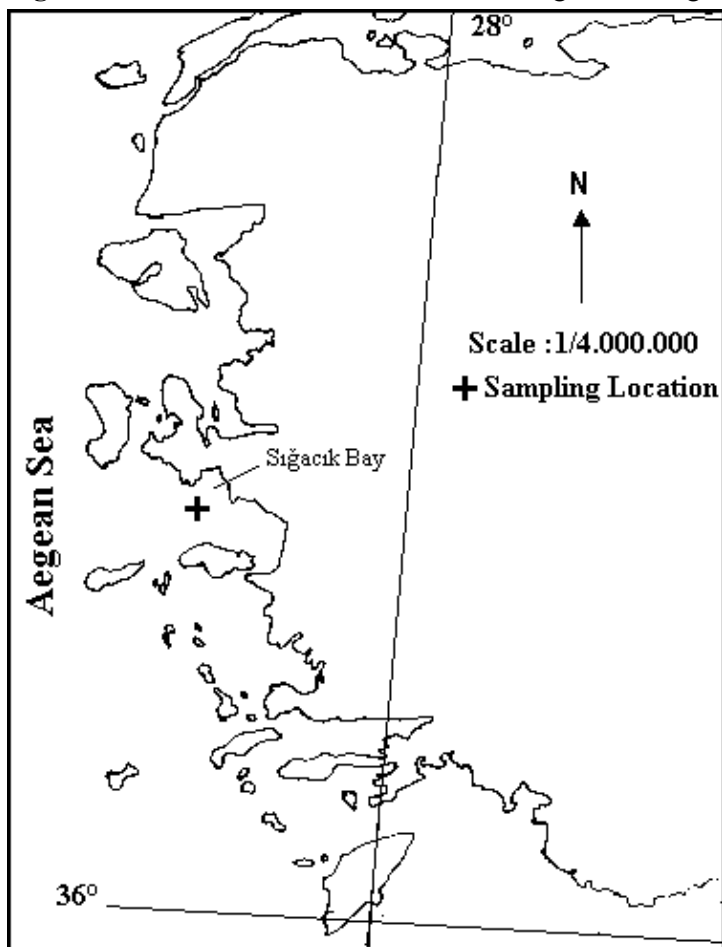 28°
N
Scale :1/4.000.000
+ Sampling Location
Sığacık Bay
Aegean Sea
36°